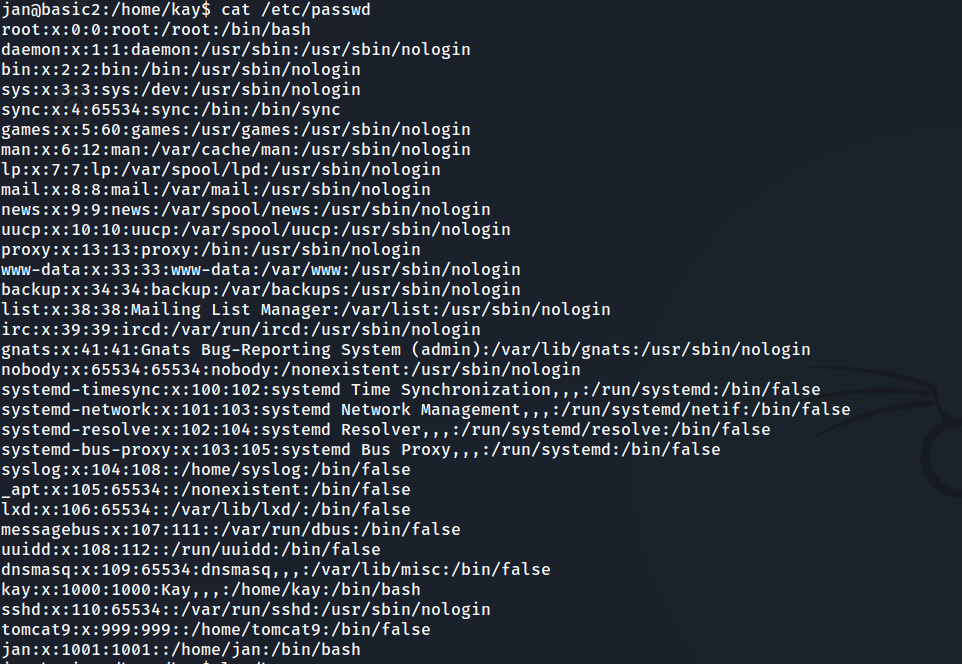 jan@basic2:/home/kay$ cat /etc/passwd
root:x:0:0:root:/root:/bin/bash
daemon:x:1:1:daemon:/usr/sbin:/usr/sbin/nologin
bin:x:2:2:bin:/bin:/usr/sbin/nologin
sys:x:3:3:sys:/dev:/usr/sbin/nologin
sync:x:4:65534:sync:/bin:/bin/sync
games:x:5:60:games:/usr/games:/usr/sbin/nologin
man:x:6:12:man:/var/cache/man:/usr/sbin/nologin
lp:x:7:7:lp:/var/spool/lpd:/usr/sbin/nologin
mail:x:8:8:mail:/var/mail:/usr/sbin/nologin
news:x:9:9:news:/var/spool/news:/usr/sbin/nologin
uucp:x:10:10:uucp:/var/spool/uucp:/usr/sbin/nologin
proxy:x:13:13:proxy:/bin:/usr/sbin/nologin
www-data:x:33:33:www-data:/var/www:/usr/sbin/nologin
backup:x:34:34:backup:/var/backups:/usr/sbin/nologin
list:x:38:38:Mailing List Manager:/var/list:/usr/sbin/nologin
irc:x:39:39:ircd:/var/run/ircd:/usr/sbin/nologin
gnats:x:41:41:Gnats Bug-Reporting System (admin):/var/lib/gnats:/usr/sbin/nologin
nobody:x:65534:65534:nobody:/nonexistent:/usr/sbin/nologin
systemd-timesync:x:100:102:systemd Time Synchronization,,,:/run/systemd:/bin/false
systemd-network:x:101:103:systemd Network Management,,,:/run/systemd/netif:/bin/false
systemd-resolve:x:102:104:systemd Resolver,,,:/run/systemd/resolve:/bin/false
systemd-bus-proxy:x:103:105:systemd Bus Proxy,,,:/run/systemd:/bin/false
syslog:x:104:108::/home/syslog:/bin/false
_apt:x:105:65534::/nonexistent:/bin/false
lxd:x:106:65534::/var/lib/lxd/:/bin/false
messagebus:x:107:111::/var/run/dbus:/bin/false
uuidd:x:108:112::/run/uuidd:/bin/false
dnsmasq:x:109:65534:dnsmasq,,,:/var/lib/misc:/bin/false
kay:x:1000:1000:Kay,,,:/home/kay:/bin/bash
sshd:x:110:65534::/var/run/sshd:/usr/sbin/nologin
tomcat9:x:999:999::/home/tomcat9:/bin/false
jan:x:1001:1001::/home/jan:/bin/bash